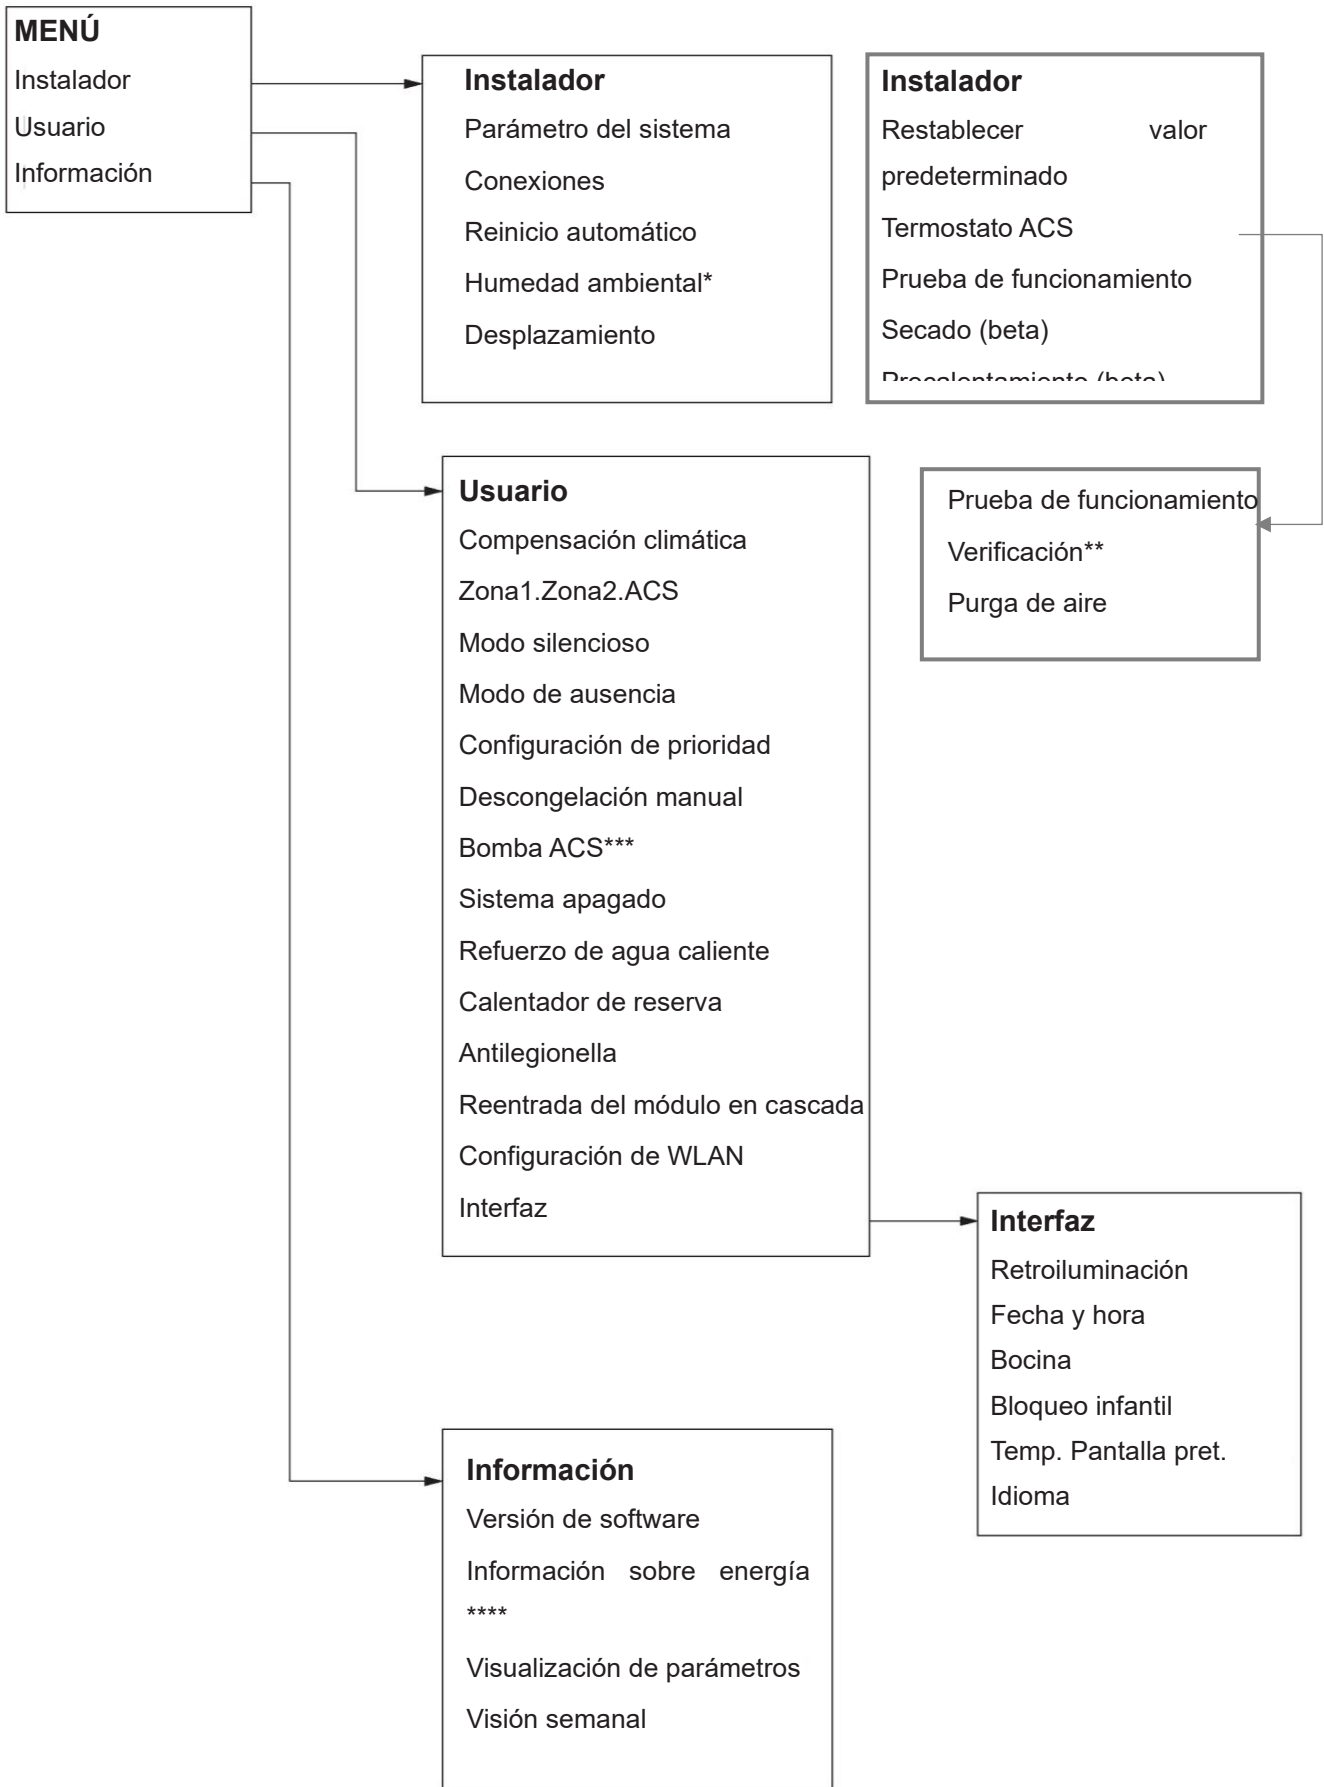 MENÚ
Instalador
Usuario
Información
Instalador
Parámetro del sistema
Conexiones
Reinicio automático
Humedad ambiental*
Desplazamiento
Instalador
Restablecer valor
predeterminado
Termostato ACS
Prueba de funcionamiento
Secado (beta)
Precalentamiento (beta)
Usuario
Compensación climática
Zona1.Zona2.ACS
Modo silencioso
Modo de ausencia
Configuración de prioridad
Descongelación manual
Bomba ACS***
Sistema apagado
Refuerzo de agua caliente
Calentador de reserva
Antilegionella
Reentrada del módulo en cascada
Configuración de WLAN
Interfaz
Prueba de funcionamiento
Verificación**
Purga de aire
Interfaz
Retroiluminación
Fecha y hora
Bocina
Bloqueo infantil
Temp. Pantalla pret.
Idioma
Información
Versión de software
Información sobre energía
****
Visualización de parámetros
Visión semanal